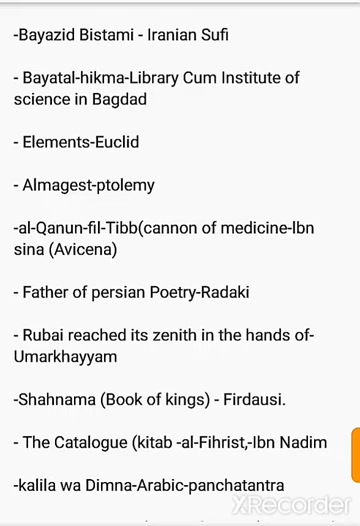 -Bayazid Bistami - Iranian Sufi
- Bayatal-hikma-Library Cum Institute of
science in Bagdad
- Elements-Euclid
- Almagest-ptolemy
-al-Qanun-fil-Tibb(cannon of medicine-Ibn
sina (Avicena)
- Father of persian Poetry-Radaki
- Rubai reached its zenith in the hands of-
Umarkhayyam
-Shahnama (Book of kings) - Firdausi.
- The Catalogue (kitab -al-Fihrist,-Ibn Nadim
-kalila wa Dimna-Arabic-panchatantra
XRecorder